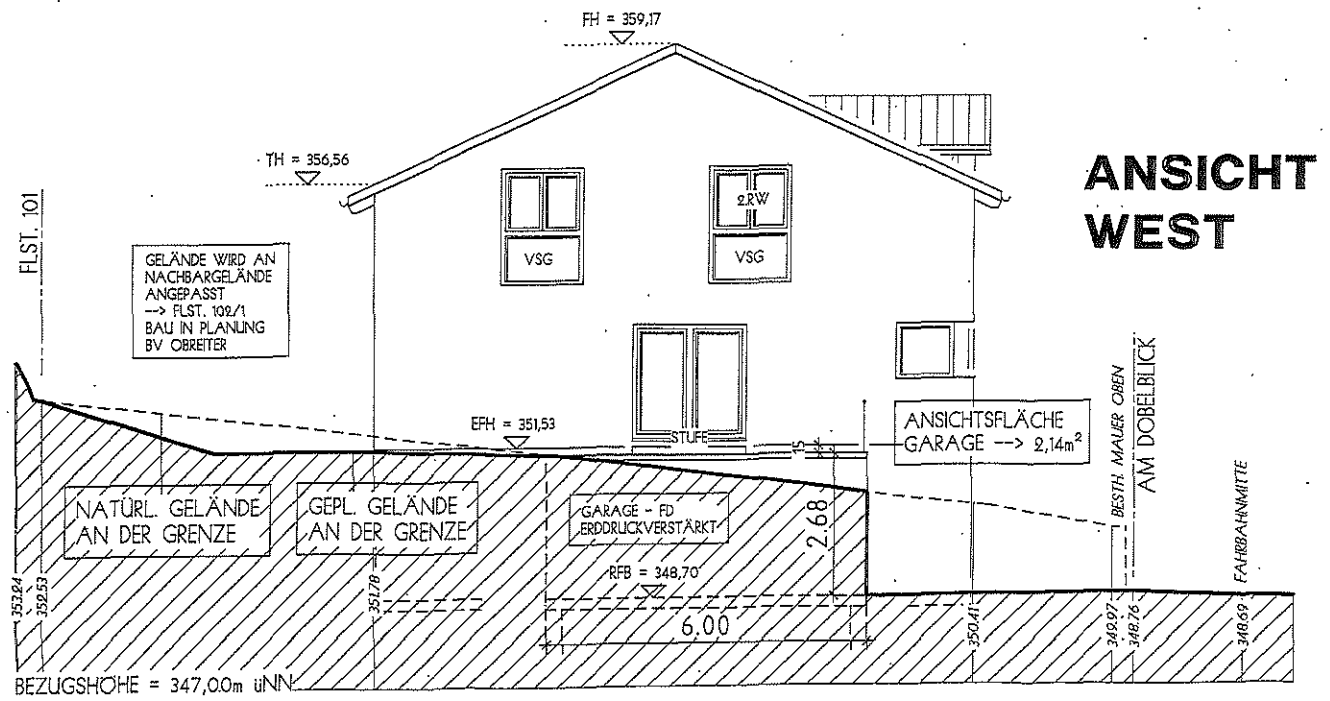 FH = 359,17
TH = 356,56
ANSICHT
WEST
FLST. 101
GELÄNDE WIRD AN
NACHBARGELÄNDE
ANGEPASST
--> FLST. 102/1
BAU IN PLANUNG
BV OBREITER
2.RW
VSG
VSG
EFH = 351,53
STUFE
15
ANSICHTSFLÄCHE
GARAGE --> 2,14m²
BESTH. MAUER OBEN
AM DOBELBLICK
FAHRBAHNMITTE
NATÜRL. GELÄNDE
AN DER GRENZE
GEPL. GELÄNDE
AN DER GRENZE
GARAGE - FD
ERDDRUCKVERSTÄRKT
2.68
RFB = 348,70
6.00
353.24
352.53
351.78
350.41
349.97
348.76
348.69
BEZUGSHÖHE = 347,00m üNN